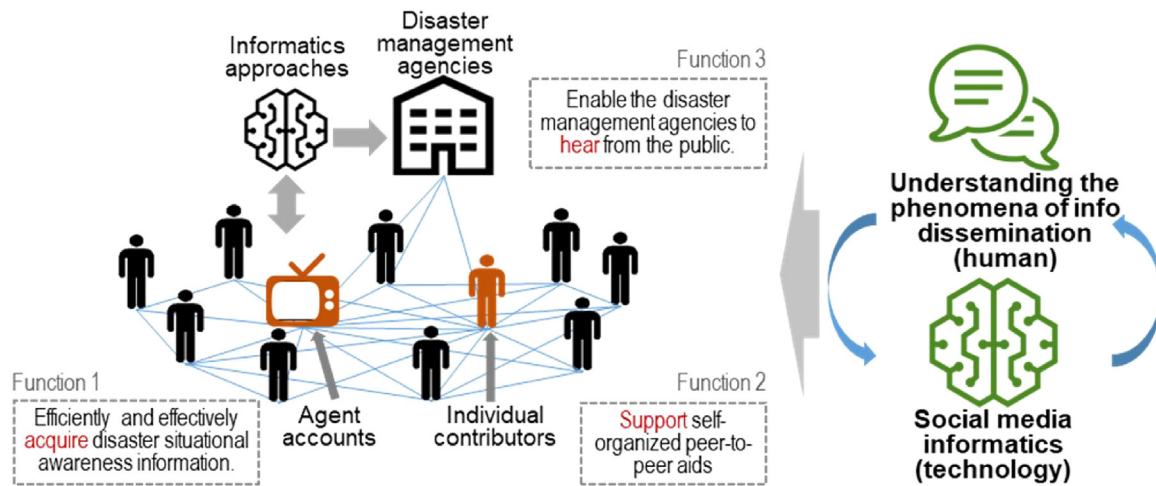 Informatics
approaches
Disaster
management
agencies
Function 3
Enable the disaster
management agencies to
hear from the public.
Function 1
Efficiently and effectively
acquire disaster situational
awareness information.
Agent
accounts
Individual
contributors
Function 2
Support self-
organized peer-to-
peer aids
Understanding the
phenomena of info
dissemination
(human)
Social media
informatics
(technology)